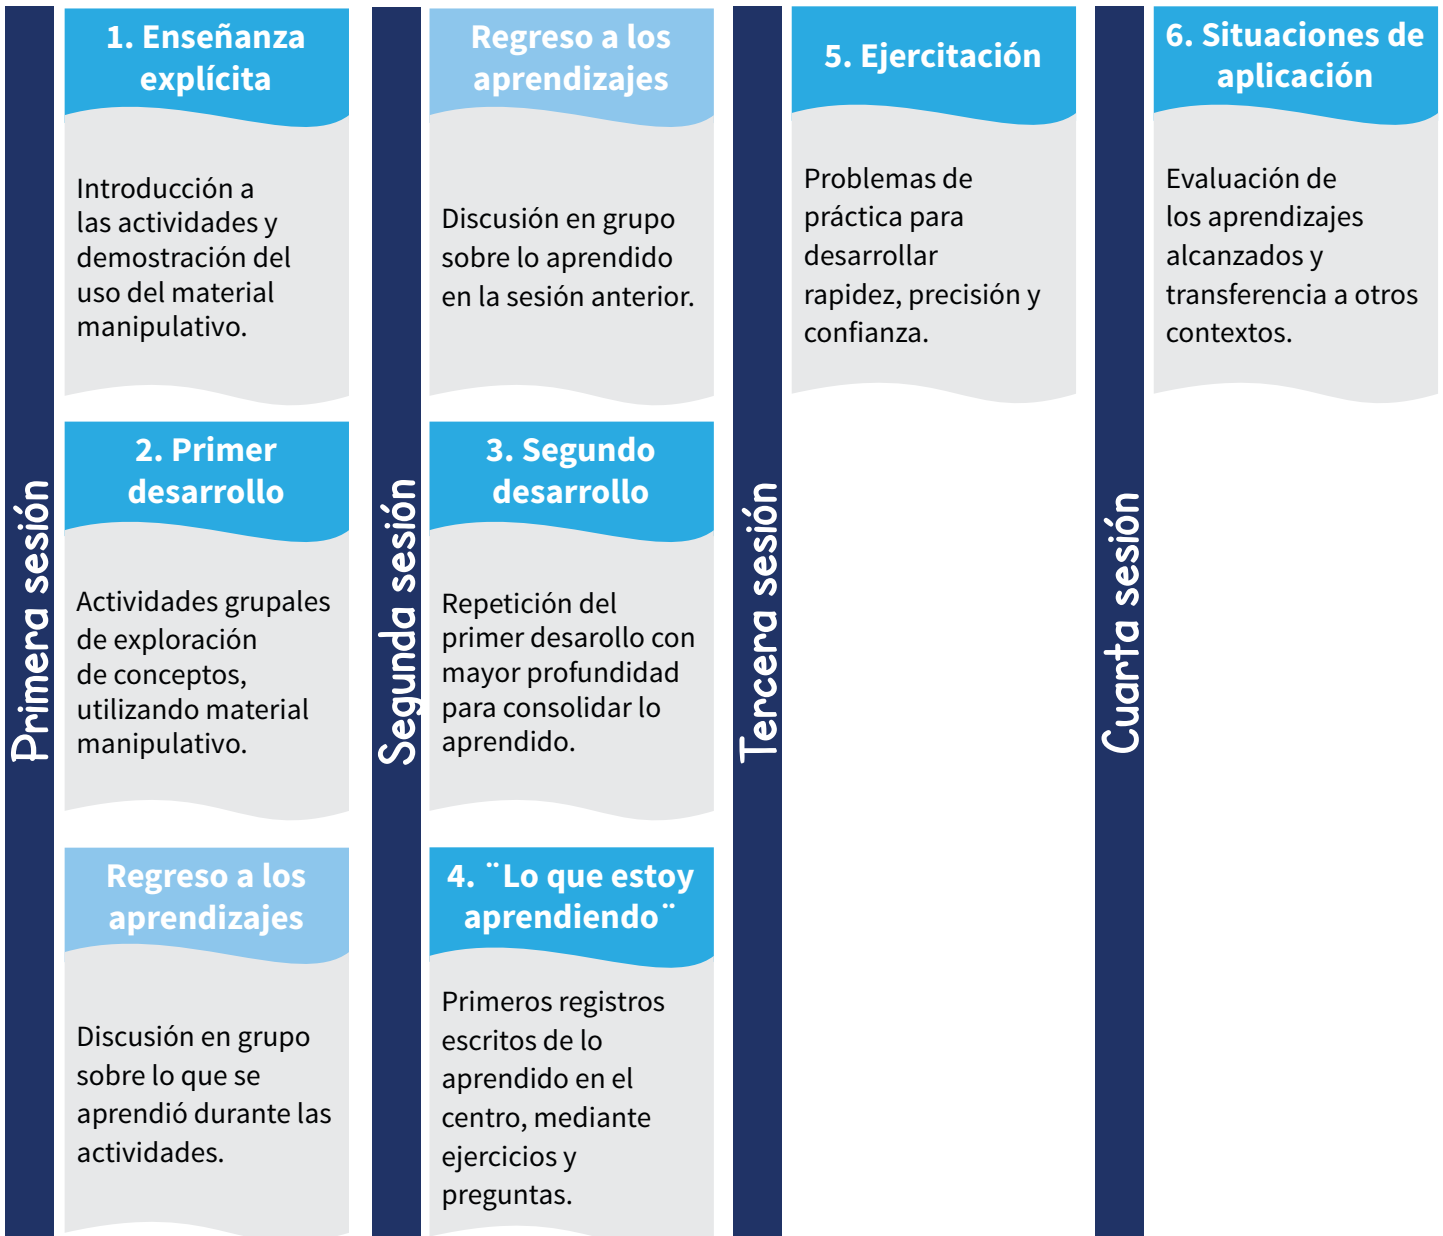 Primera sesión
1. Enseñanza
explícita
Introducción a
las actividades y
demostración del
uso del material
manipulativo.
2. Primer
desarrollo
Actividades grupales
de exploración
de conceptos,
utilizando material
manipulativo.
Regreso a los
aprendizajes
Discusión en grupo
sobre lo que se
aprendió durante las
actividades.
Segunda sesión
Regreso a los
aprendizajes
Discusión en grupo
sobre lo aprendido
en la sesión anterior.
3. Segundo
desarrollo
Repetición del
primer desarollo con
mayor profundidad
para consolidar lo
aprendido.
4. ¨Lo que estoy
aprendiendo¨
Primeros registros
escritos de lo
aprendido en el
centro, mediante
ejercicios y
preguntas.
Tercera sesión
5. Ejercitación
Problemas de
práctica para
desarrollar
rapidez, precisión y
confianza.
Cuarta sesión
6. Situaciones de
aplicación
Evaluación de
los aprendizajes
alcanzados y
transferencia a otros
contextos.